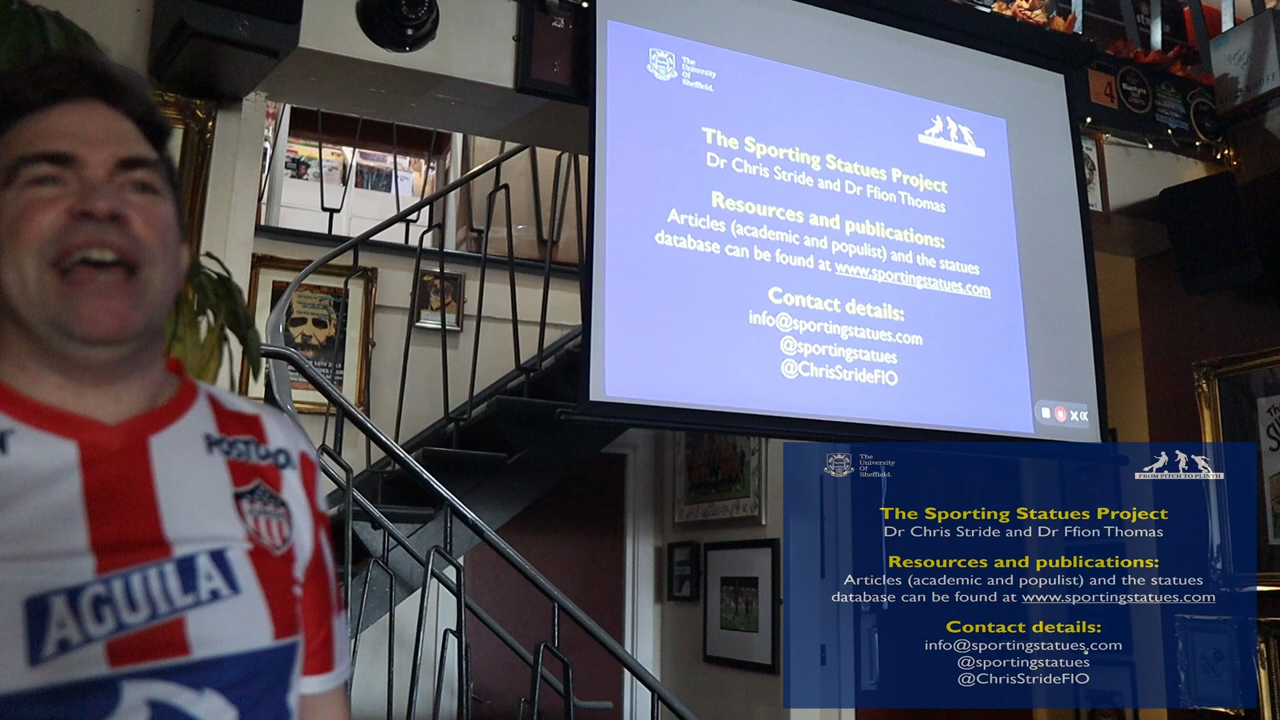 The
University
Of
Sheffield.
The Sporting Statues Project
Dr Chris Stride and Dr Ffion Thomas
Resources and publications:
Articles (academic and populist) and the statues
database can be found at www.sportingstatues.com
Contact details:
info@sportingstatues.com
@sportingstatues
@ChrisStrideFIO
4
AGUILA
The
University
Of
Sheffield.
FROM PITCH TO PLINTH
The Sporting Statues Project
Dr Chris Stride and Dr Ffion Thomas
Resources and publications:
Articles (academic and populist) and the statues
database can be found at www.sportingstatues.com
Contact details:
info@sportingstatues.com
@sportingstatues
@ChrisStrideFIO